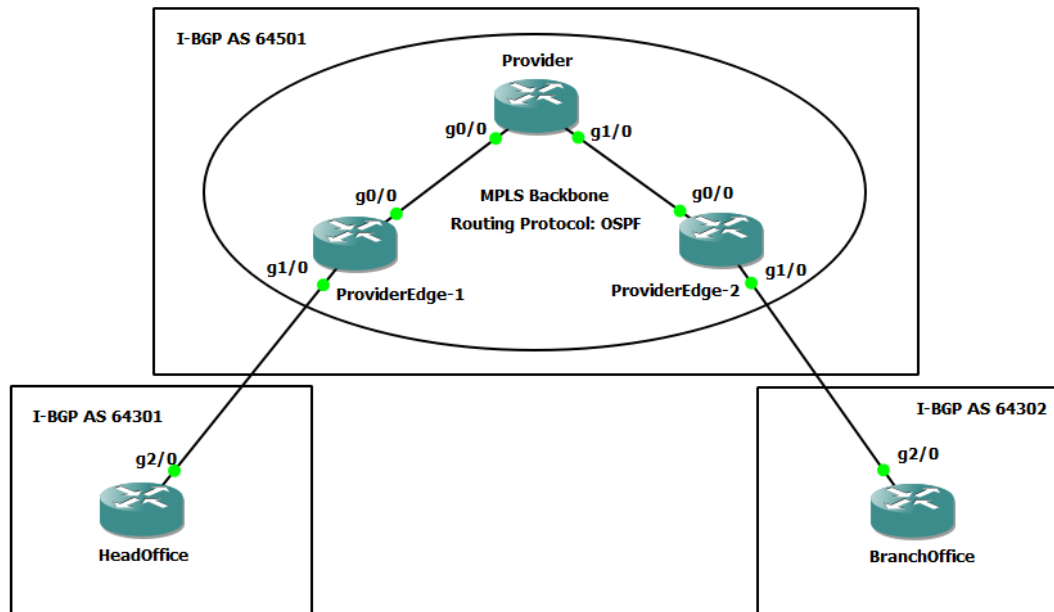 I-BGP AS 64501
Provider
g0/0
g1/0
MPLS Backbone
Routing Protocol: OSPF
g0/0
g0/0
g1/0
ProviderEdge-1
ProviderEdge-2
g1/0
I-BGP AS 64301
g2/0
HeadOffice
I-BGP AS 64302
g2/0
BranchOffice